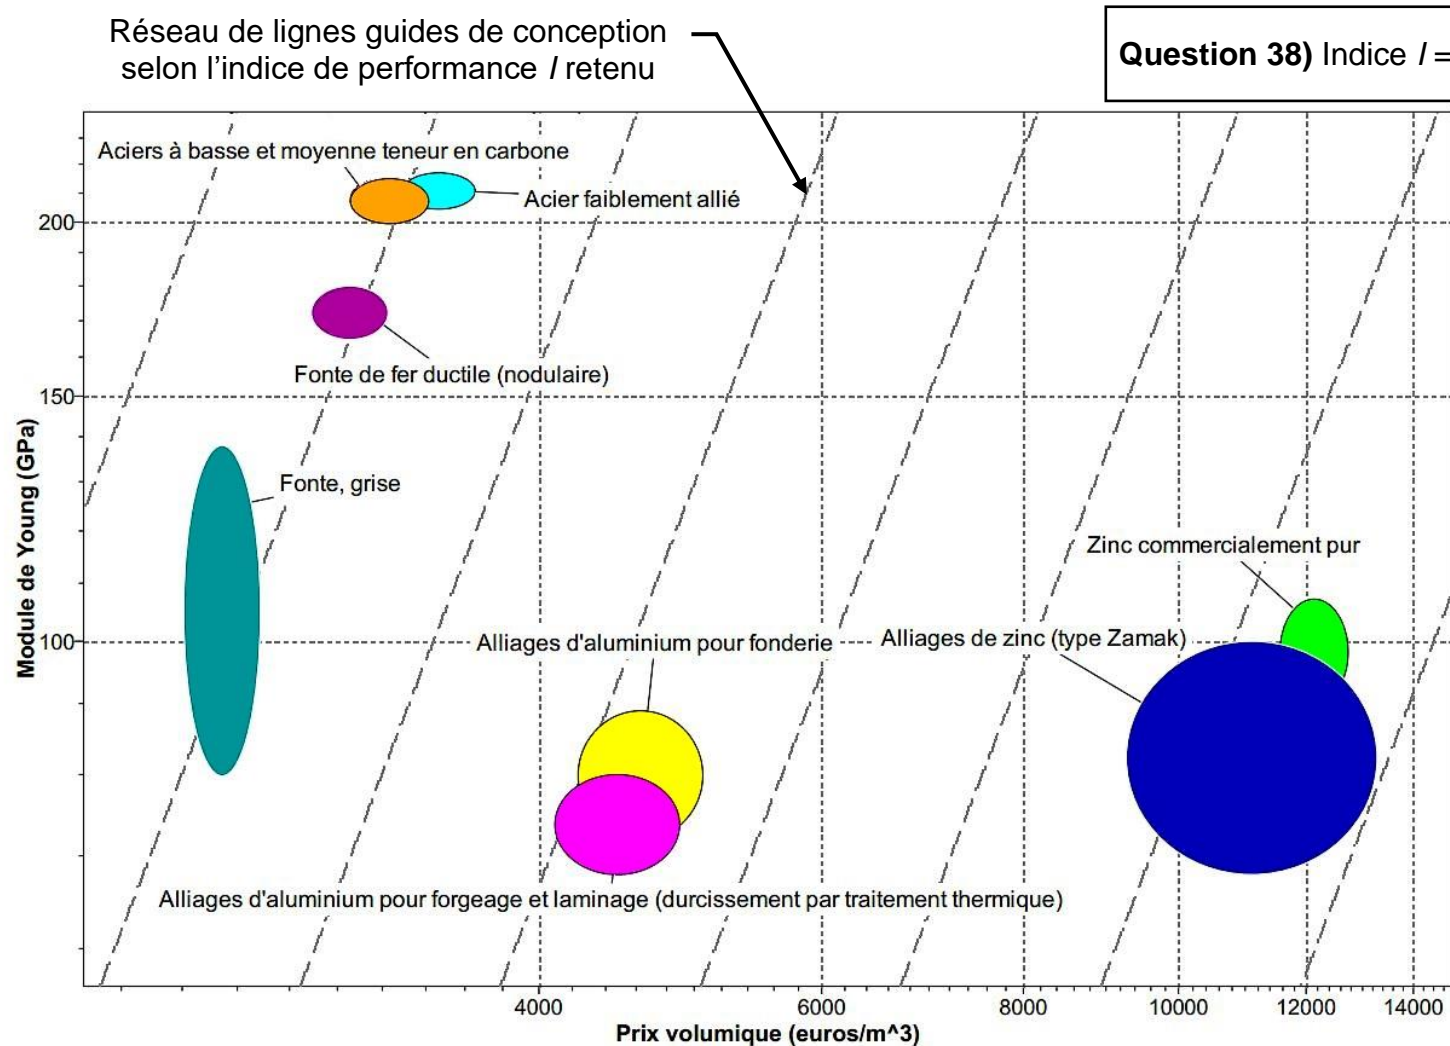 Réseau de lignes guides de conception
selon l'indice de performance I retenu
Question 38) Indice I =
Aciers à basse et moyenne teneur en carbone
Acier faiblement allié
200
Fonte de fer ductile (nodulaire)
150
Fonte, grise
Module de Young (GPa)
Zinc commercialement pur
100
Alliages d'aluminium pour fonderie
Alliages de zinc (type Zamak)
Alliages d'aluminium pour forgeage et laminage (durcissement par traitement thermique)
4000 6000 8000 10000 12000 14000
Prix volumique (euros/m^3)